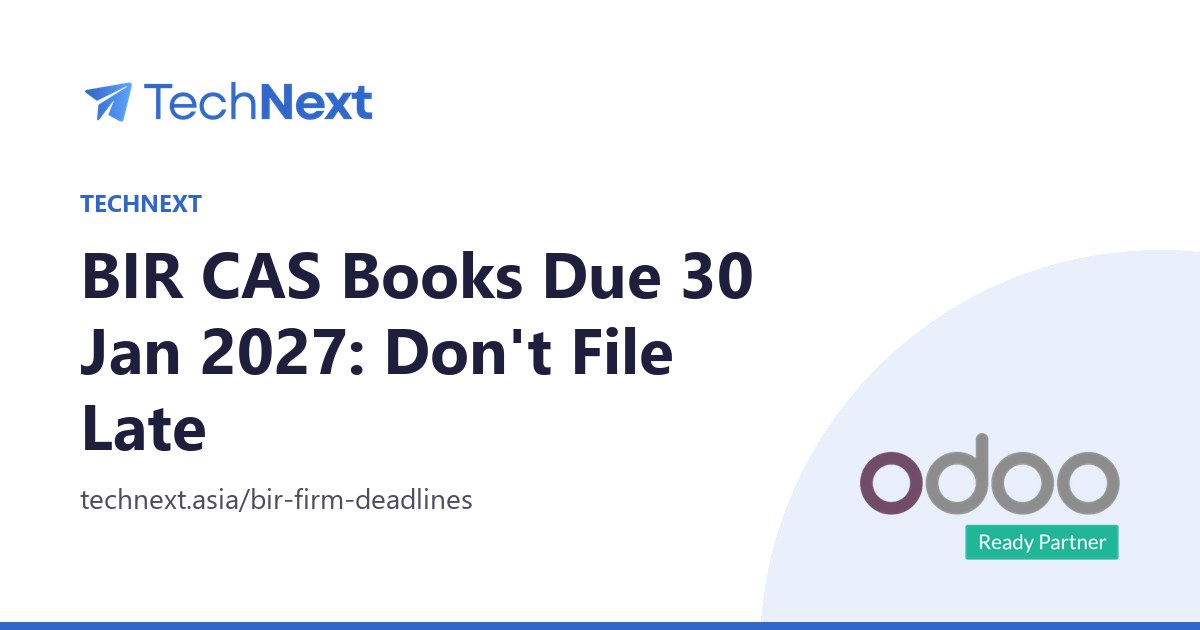 TechNext
TECHNEXT
BIR CAS Books Due 30
Jan 2027: Don't File
Late
technext.asia/bir-firm-deadlines
odoo
Ready Partner